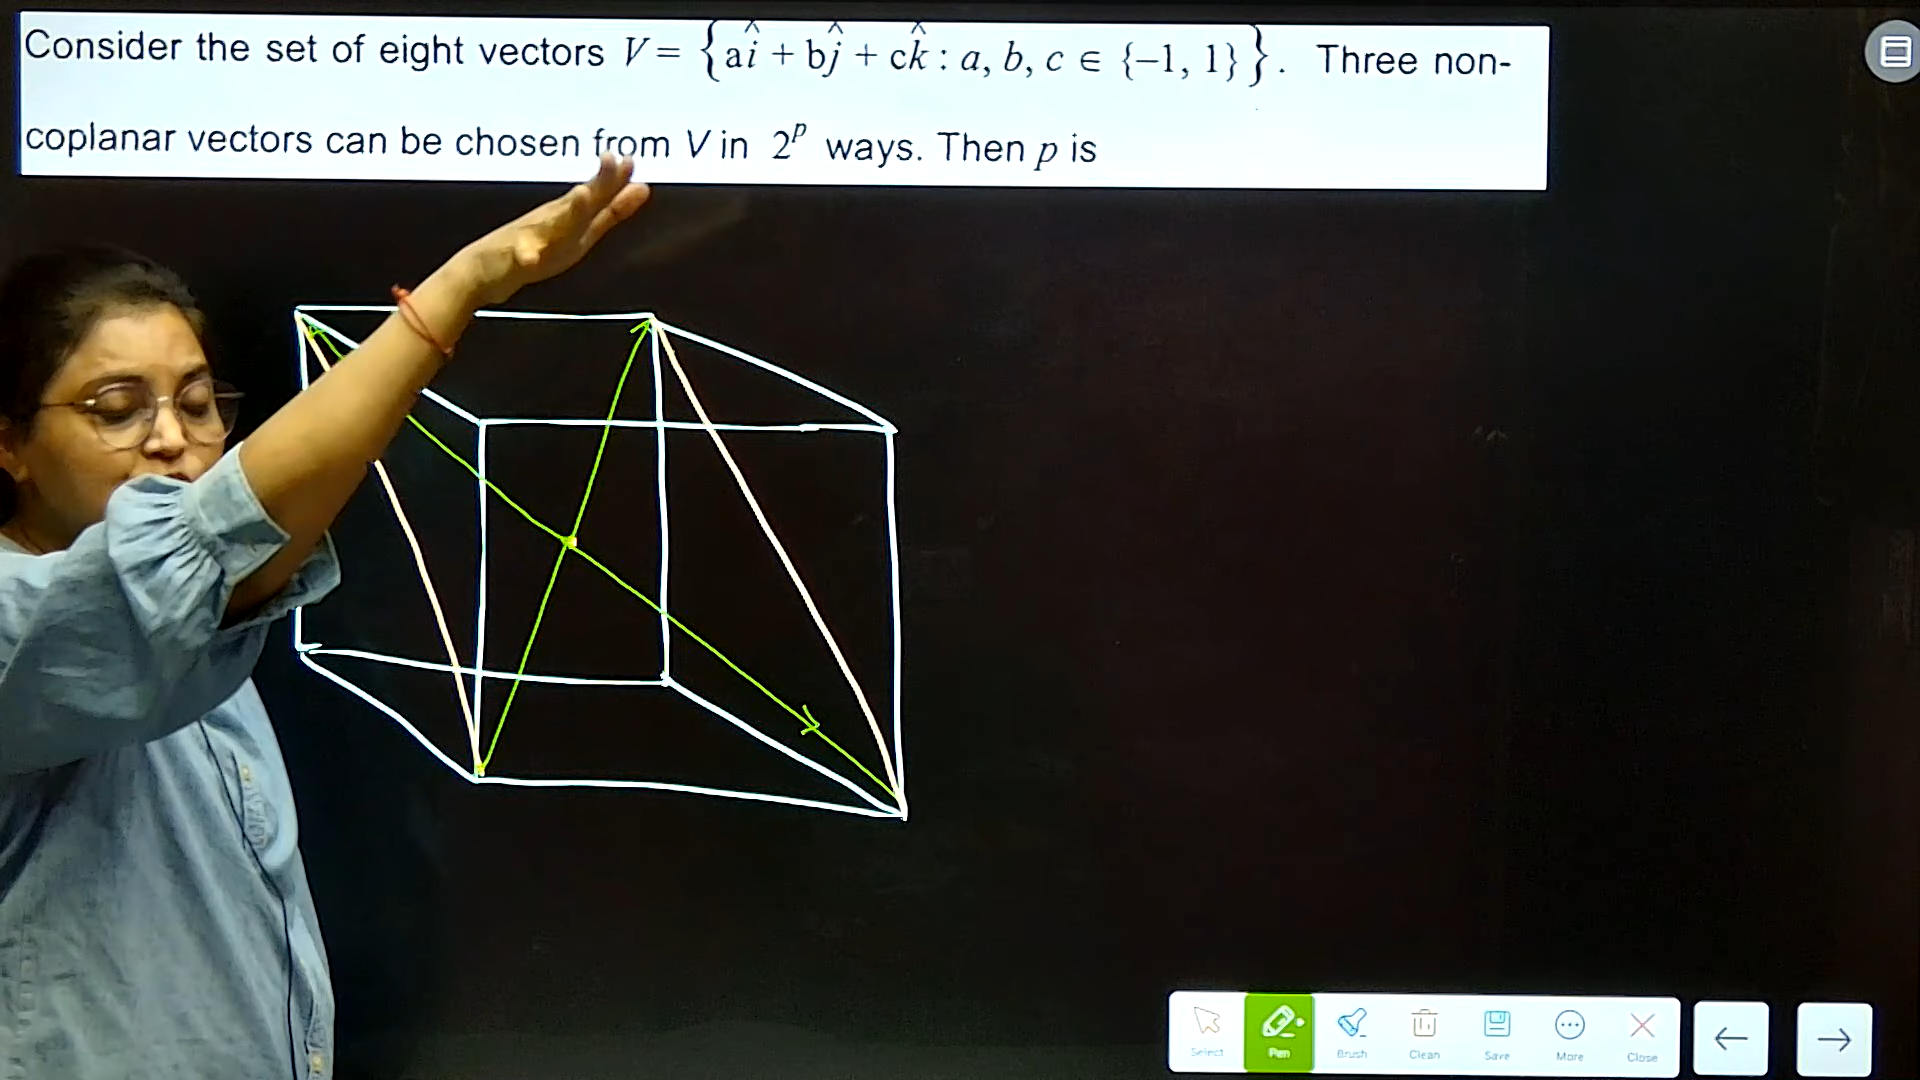 Consider the set of eight vectors V = {aî + bĵ + ck̂ : a, b, c ∈ {–1, 1}}. Three non-
coplanar vectors can be chosen from V in 2ᵖ ways. Then p is
Select Pen Brush Clean Save More Close